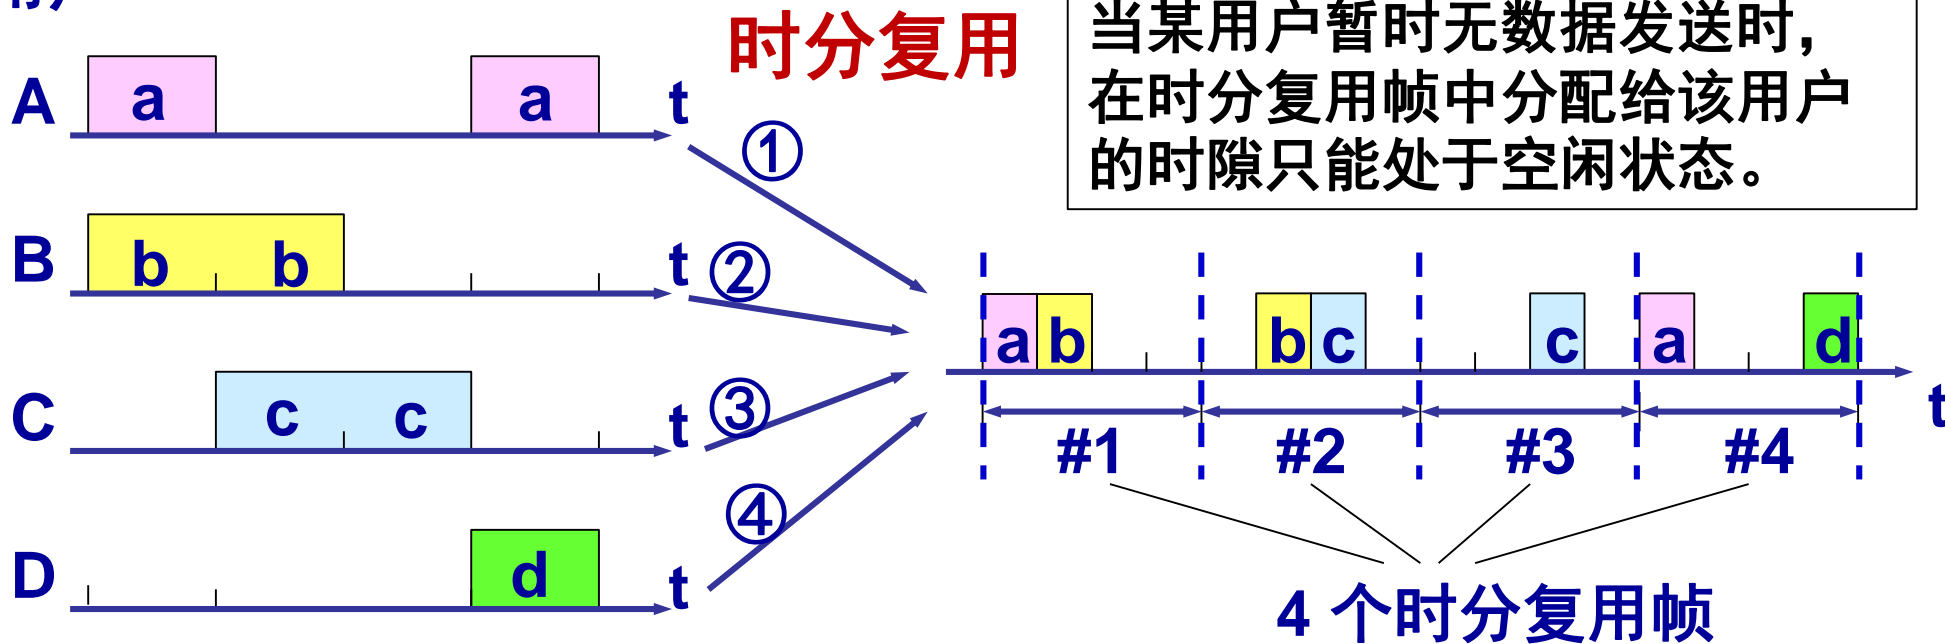 时分复用
当某用户暂时无数据发送时，
在时分复用帧中分配给该用户
的时隙只能处于空闲状态。
A a a t
①
B b b t
②
C c c t
③
D d t
④
a b b c c a d
t
#1 #2 #3 #4
4 个时分复用帧